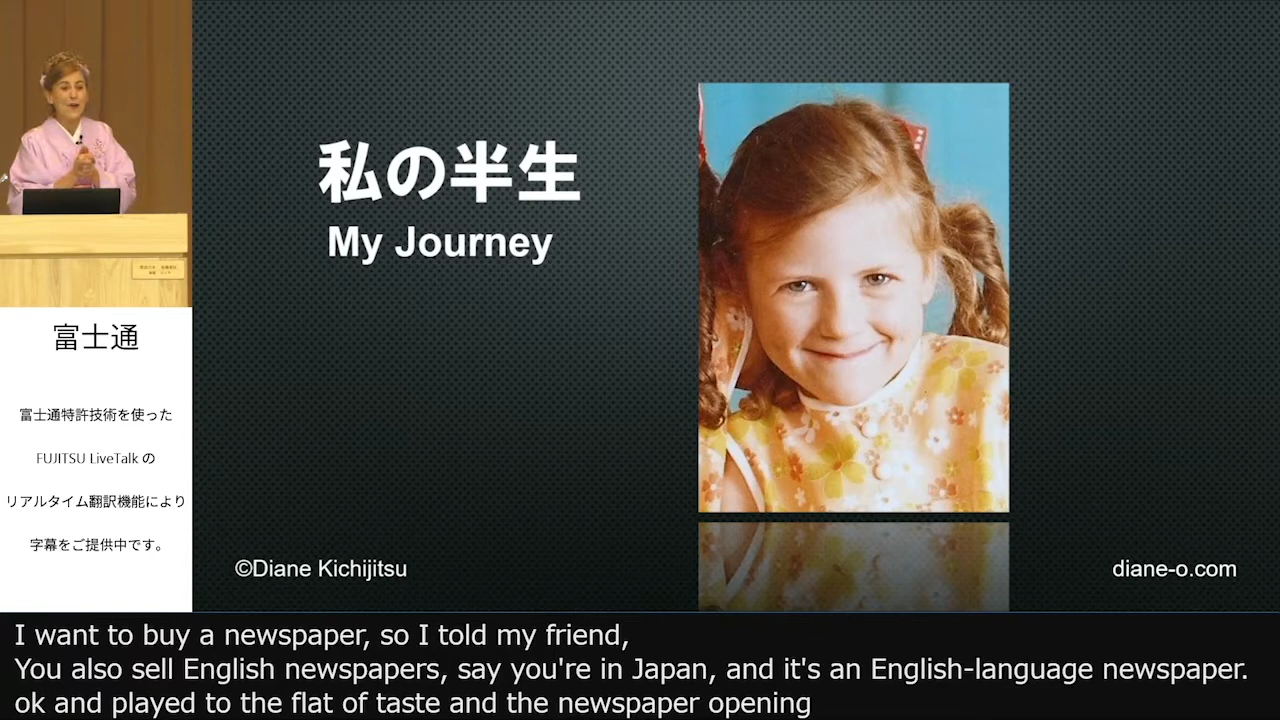 私の半生
My Journey
©Diane Kichijitsu
diane-o.com
富士通
富士通特許技術を使った
FUJITSU LiveTalk の
リアルタイム翻訳機能により
字幕をご提供中です。
I want to buy a newspaper, so I told my friend,
You also sell English newspapers, say you're in Japan, and it's an English-language newspaper.
ok and played to the flat of taste and the newspaper opening